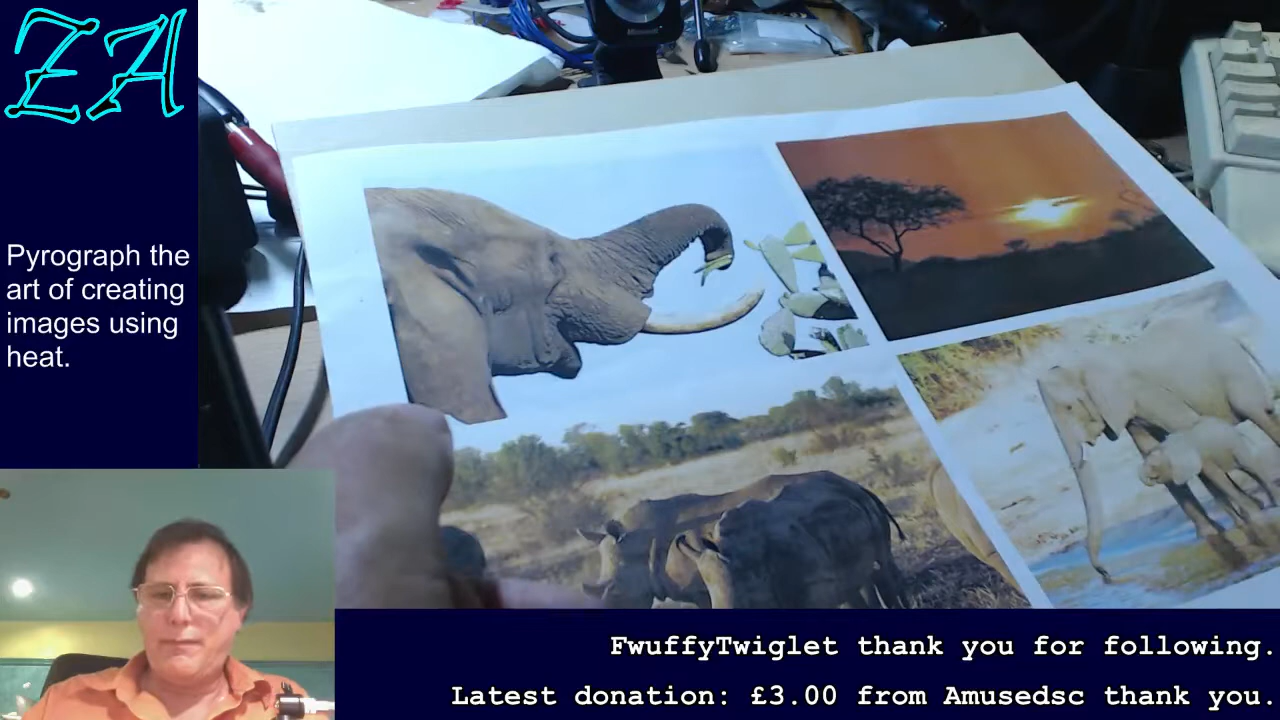 ZA
Pyrograph the
art of creating
images using
heat.
FwuffyTwiglet thank you for following.
Latest donation: £3.00 from Amusedsc thank you.